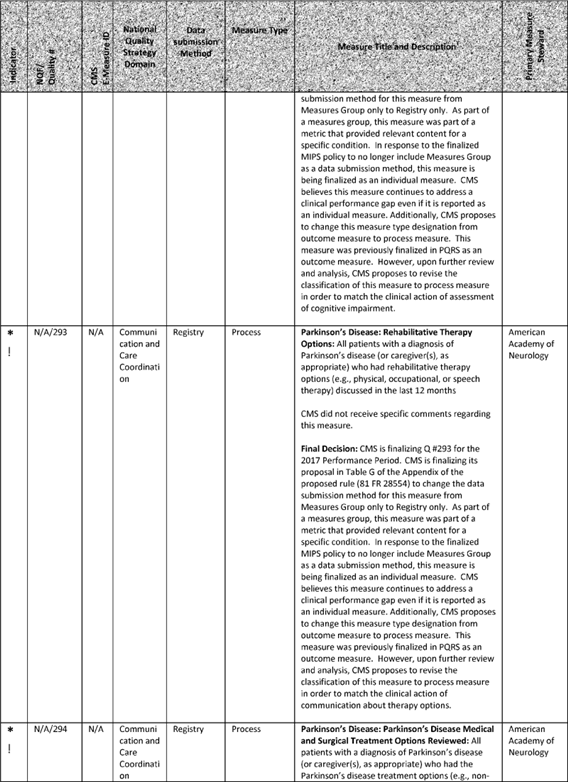 Indicator
NQF/
Quality #
CMS
E-Measure ID
National
Quality
Strategy
Domain
Data
submission
Method
Measure Type
Measure Title and Description
Primary Measure
Steward
submission method for this measure from
Measures Group only to Registry only.  As part of
a measures group, this measure was part of a
metric that provided relevant content for a
specific condition.  In response to the finalized
MIPS policy to no longer include Measures Group
as a data submission method, this measure is
being finalized as an individual measure.  CMS
believes this measure continues to address a
clinical performance gap even if it is reported as
an individual measure. Additionally, CMS proposes
to change this measure type designation from
outcome measure to process measure.  This
measure was previously finalized in PQRS as an
outcome measure.  However, upon further review
and analysis, CMS proposes to revise the
classification of this measure to process measure
in order to match the clinical action of assessment
of cognitive impairment.
*
!
N/A/293
N/A
Communi
cation and
Care
Coordinati
on
Registry
Process
Parkinson's Disease: Rehabilitative Therapy
Options: All patients with a diagnosis of
Parkinson's disease (or caregiver(s), as
appropriate) who had rehabilitative therapy
options (e.g., physical, occupational, or speech
therapy) discussed in the last 12 months
CMS did not receive specific comments regarding
this measure.
Final Decision: CMS is finalizing Q #293 for the
2017 Performance Period. CMS is finalizing its
proposal in Table G of the Appendix of the
proposed rule (81 FR 28554) to change the data
submission method for this measure from
Measures Group only to Registry only.  As part of
a measures group, this measure was part of a
metric that provided relevant content for a
specific condition.  In response to the finalized
MIPS policy to no longer include Measures Group
as a data submission method, this measure is
being finalized as an individual measure.  CMS
believes this measure continues to address a
clinical performance gap even if it is reported as
an individual measure. Additionally, CMS proposes
to change this measure type designation from
outcome measure to process measure.  This
measure was previously finalized in PQRS as an
outcome measure.  However, upon further review
and analysis, CMS proposes to revise the
classification of this measure to process measure
in order to match the clinical action of
communication about therapy options.
American
Academy of
Neurology
*
!
N/A/294
N/A
Communi
cation and
Care
Coordinati
on
Registry
Process
Parkinson's Disease: Parkinson's Disease Medical
and Surgical Treatment Options Reviewed: All
patients with a diagnosis of Parkinson's disease
(or caregiver(s), as appropriate) who had the
Parkinson's disease treatment options (e.g., non-
American
Academy of
Neurology